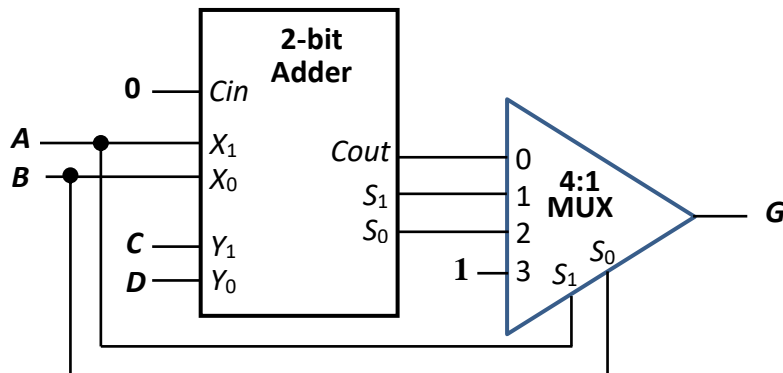 2-bit
Adder
0
Cin
A
X₁
B
X₀
Cout
S₁
S₀
C
Y₁
D
Y₀
0
1
2
3
1
4:1
MUX
S₁
S₀
G